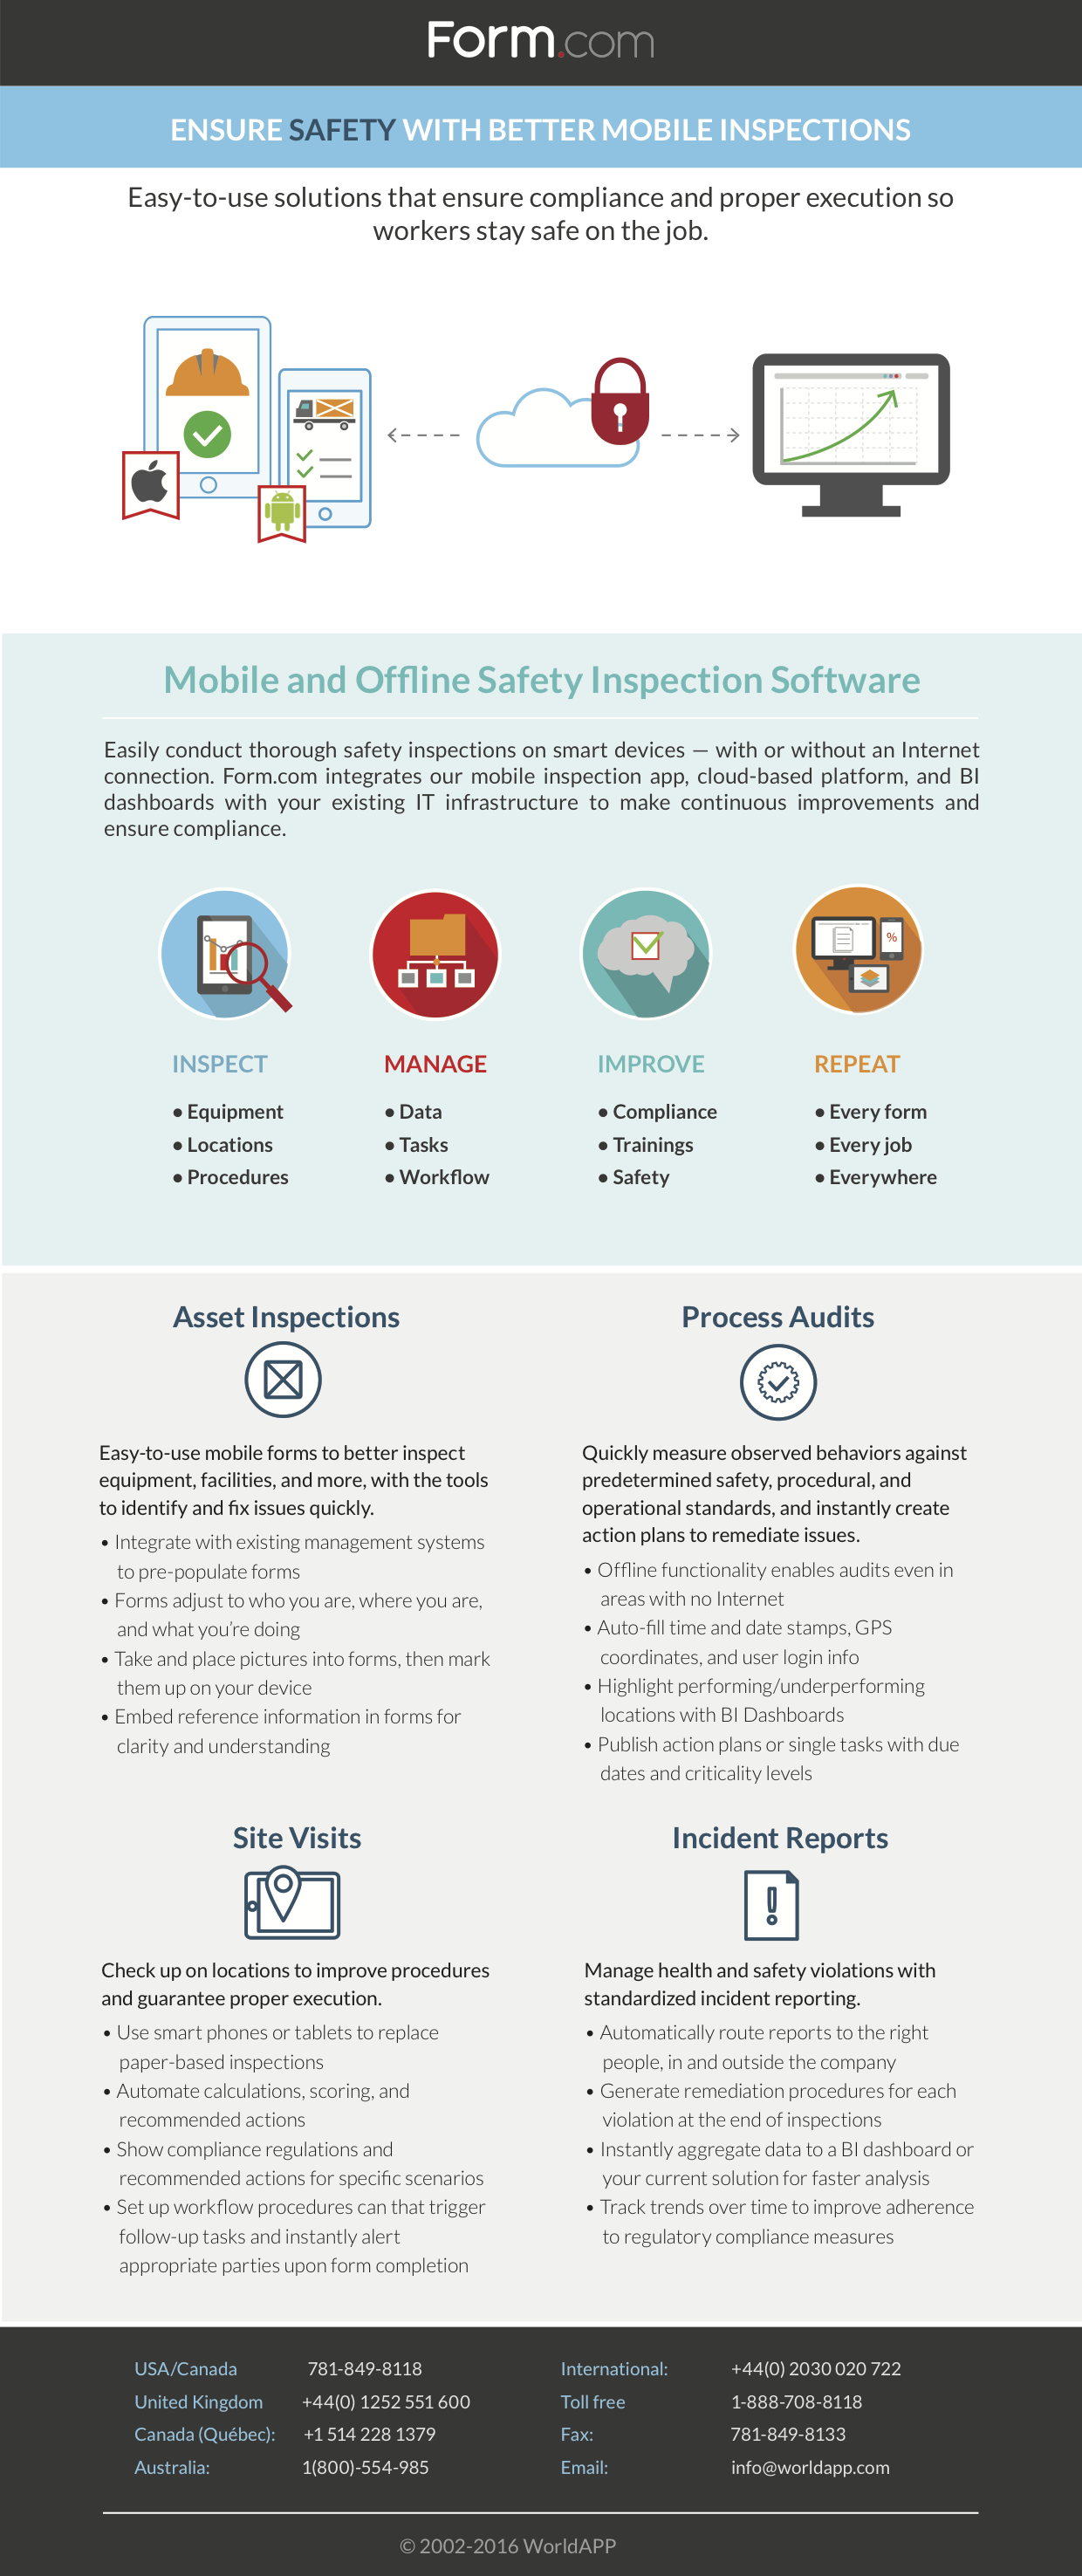 Form.com
ENSURE SAFETY WITH BETTER MOBILE INSPECTIONS
Easy-to-use solutions that ensure compliance and proper execution so
workers stay safe on the job.
Mobile and Offline Safety Inspection Software
Easily conduct thorough safety inspections on smart devices — with or without an Internet
connection. Form.com integrates our mobile inspection app, cloud-based platform, and BI
dashboards with your existing IT infrastructure to make continuous improvements and
ensure compliance.
%
INSPECT
• Equipment
• Locations
• Procedures
MANAGE
• Data
• Tasks
• Workflow
IMPROVE
• Compliance
• Trainings
• Safety
REPEAT
• Every form
• Every job
• Everywhere
Asset Inspections
Easy-to-use mobile forms to better inspect
equipment, facilities, and more, with the tools
to identify and fix issues quickly.
• Integrate with existing management systems
to pre-populate forms
• Forms adjust to who you are, where you are,
and what you're doing
• Take and place pictures into forms, then mark
them up on your device
• Embed reference information in forms for
clarity and understanding
Process Audits
Quickly measure observed behaviors against
predetermined safety, procedural, and
operational standards, and instantly create
action plans to remediate issues.
• Offline functionality enables audits even in
areas with no Internet
• Auto-fill time and date stamps, GPS
coordinates, and user login info
• Highlight performing/underperforming
locations with BI Dashboards
• Publish action plans or single tasks with due
dates and criticality levels
Site Visits
Check up on locations to improve procedures
and guarantee proper execution.
• Use smart phones or tablets to replace
paper-based inspections
• Automate calculations, scoring, and
recommended actions
• Show compliance regulations and
recommended actions for specific scenarios
• Set up workflow procedures can that trigger
follow-up tasks and instantly alert
appropriate parties upon form completion
Incident Reports
Manage health and safety violations with
standardized incident reporting.
• Automatically route reports to the right
people, in and outside the company
• Generate remediation procedures for each
violation at the end of inspections
• Instantly aggregate data to a BI dashboard or
your current solution for faster analysis
• Track trends over time to improve adherence
to regulatory compliance measures
USA/Canada 781-849-8118
United Kingdom +44(0) 1252 551 600
Canada (Québec): +1 514 228 1379
Australia: 1(800)-554-985
International: +44(0) 2030 020 722
Toll free 1-888-708-8118
Fax: 781-849-8133
Email: info@worldapp.com
© 2002-2016 WorldAPP